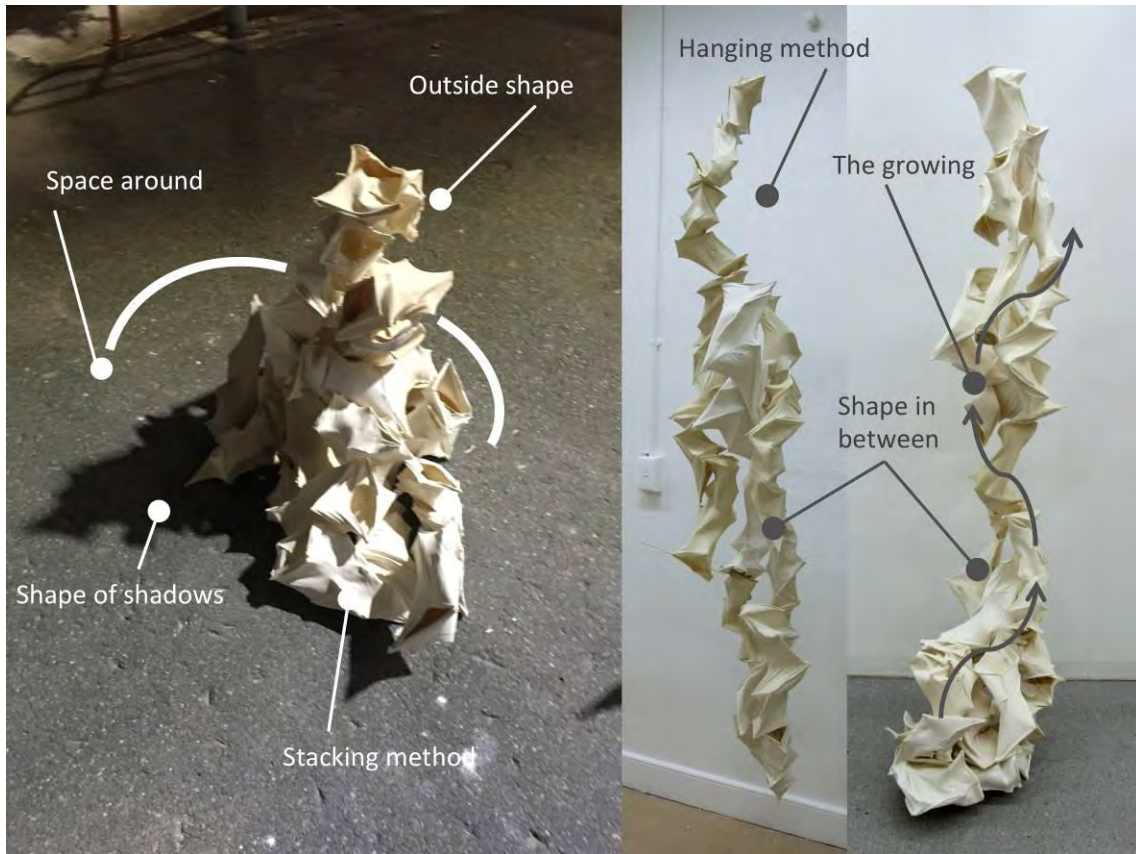 Outside shape
Space around
Shape of shadows
Stacking method
Hanging method
The growing
Shape in
between